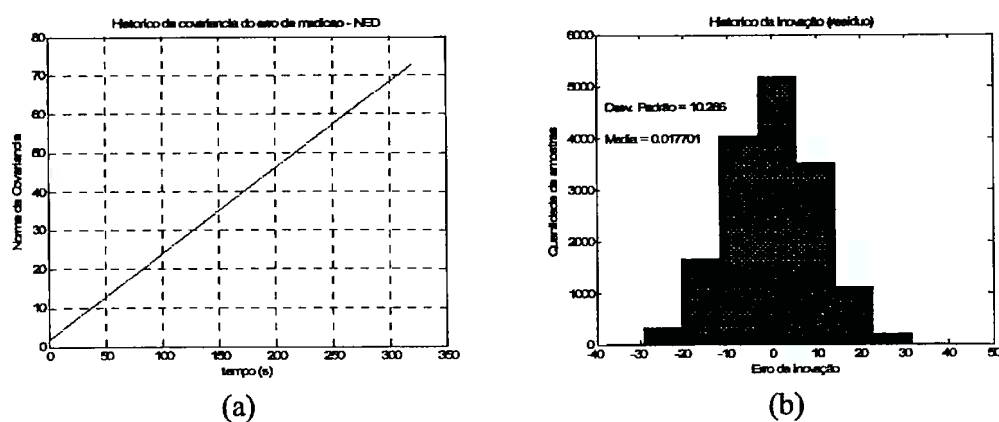 Historico da covariancia do erro de medicao - NED
80
70
60
50
40
30
20
10
0
Norma da Covariancia
0 50 100 150 200 250 300 350
tempo (s)
(a)
Historico da Inovação (residuo)
6000
5000
4000
3000
2000
1000
0
Quantidade de amostras
Desv. Padrão = 10.286
Media = 0.017701
-40 -30 -20 -10 0 10 20 30 40 50
Erro da inovação
(b)